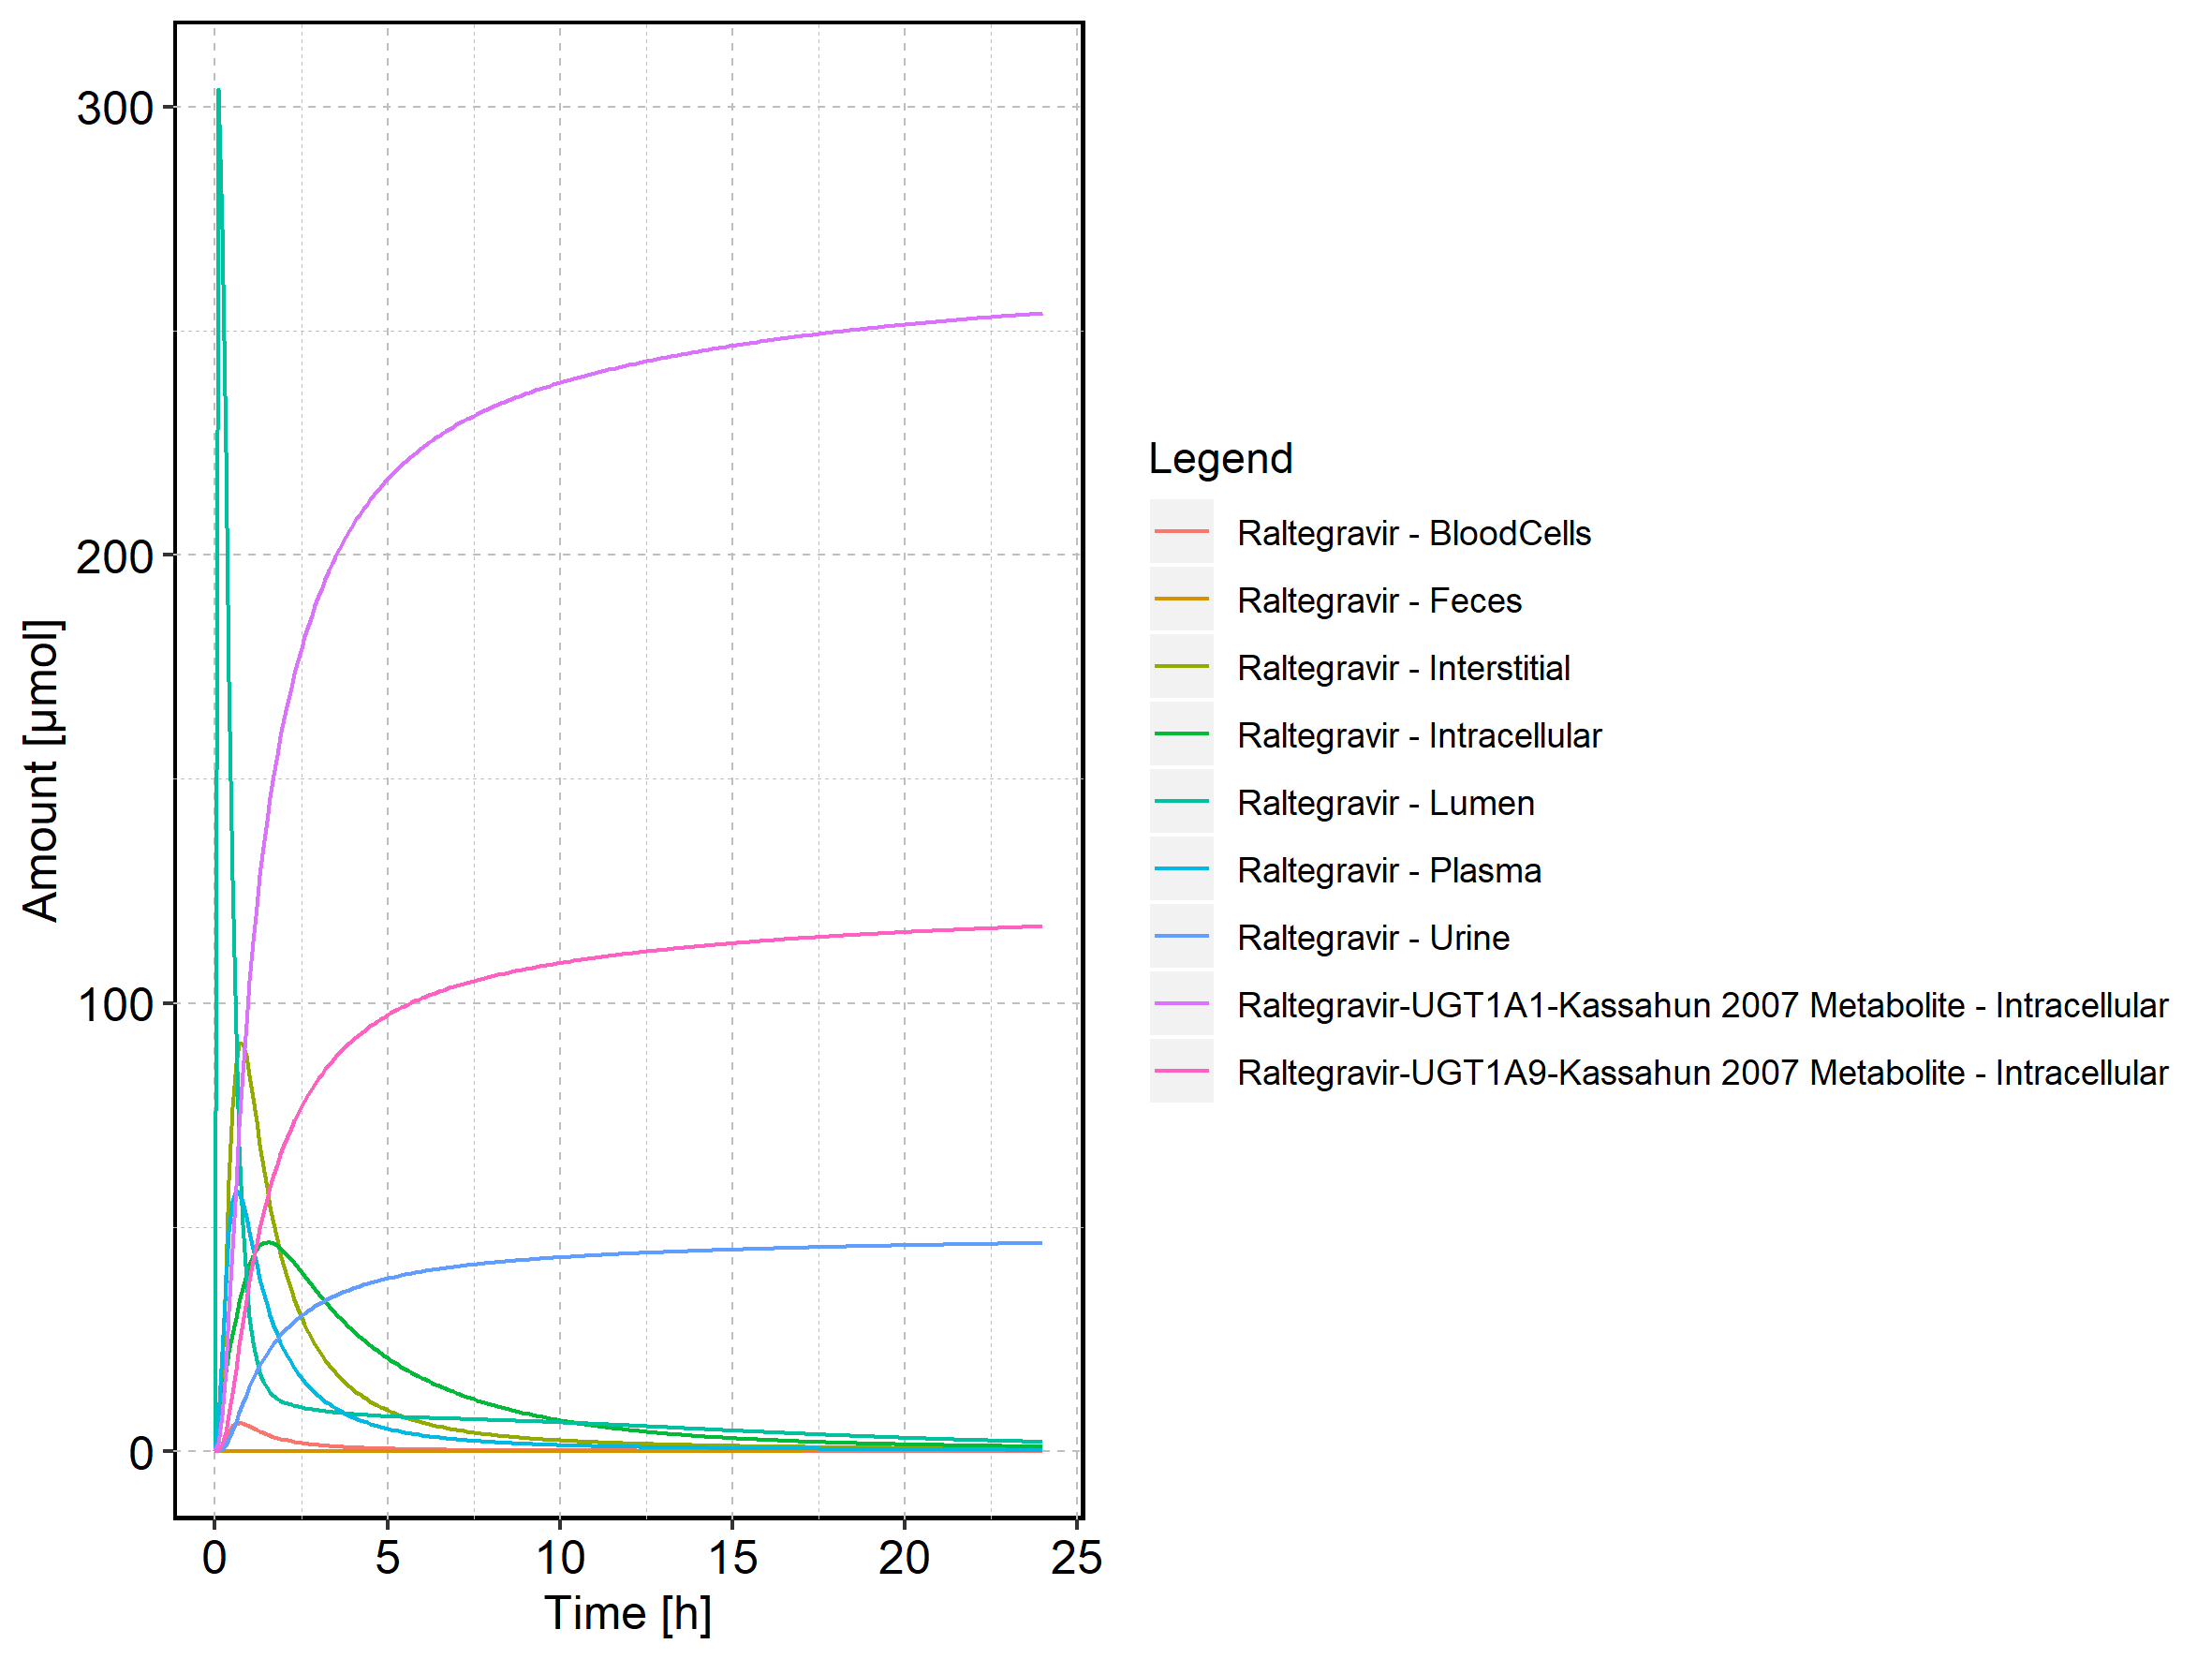 300
200
100
0
Amount [µmol]
0 5 10 15 20 25
Time [h]
Legend
Raltegravir - BloodCells
Raltegravir - Feces
Raltegravir - Interstitial
Raltegravir - Intracellular
Raltegravir - Lumen
Raltegravir - Plasma
Raltegravir - Urine
Raltegravir-UGT1A1-Kassahun 2007 Metabolite - Intracellular
Raltegravir-UGT1A9-Kassahun 2007 Metabolite - Intracellular